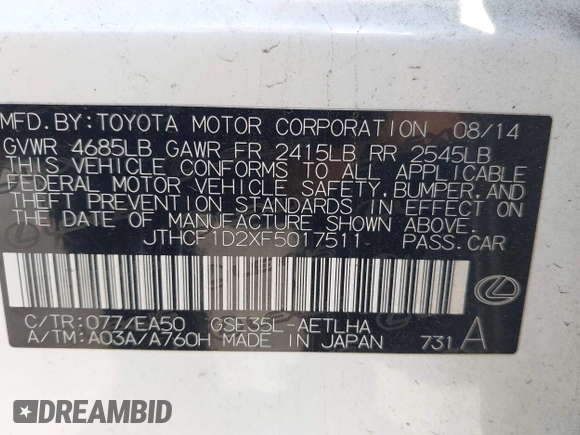 MFD.BY:TOYOTA MOTOR CORPORATION 08/14
GVWR 4685LB GAWR FR 2415LB RR 2545LB
THIS VEHICLE CONFORMS TO ALL APPLICABLE
FEDERAL MOTOR VEHICLE SAFETY,BUMPER,AND
THEFT PREVENTION STANDARDS IN EFFECT ON
THE DATE OF MANUFACTURE SHOWN ABOVE.
JTHCF1D2XF5017511 PASS.CAR
C/TR:077/EA50 GSE35L-AETLHA
A/TM:A03A/A760H MADE IN JAPAN 731 A
DREAMBID